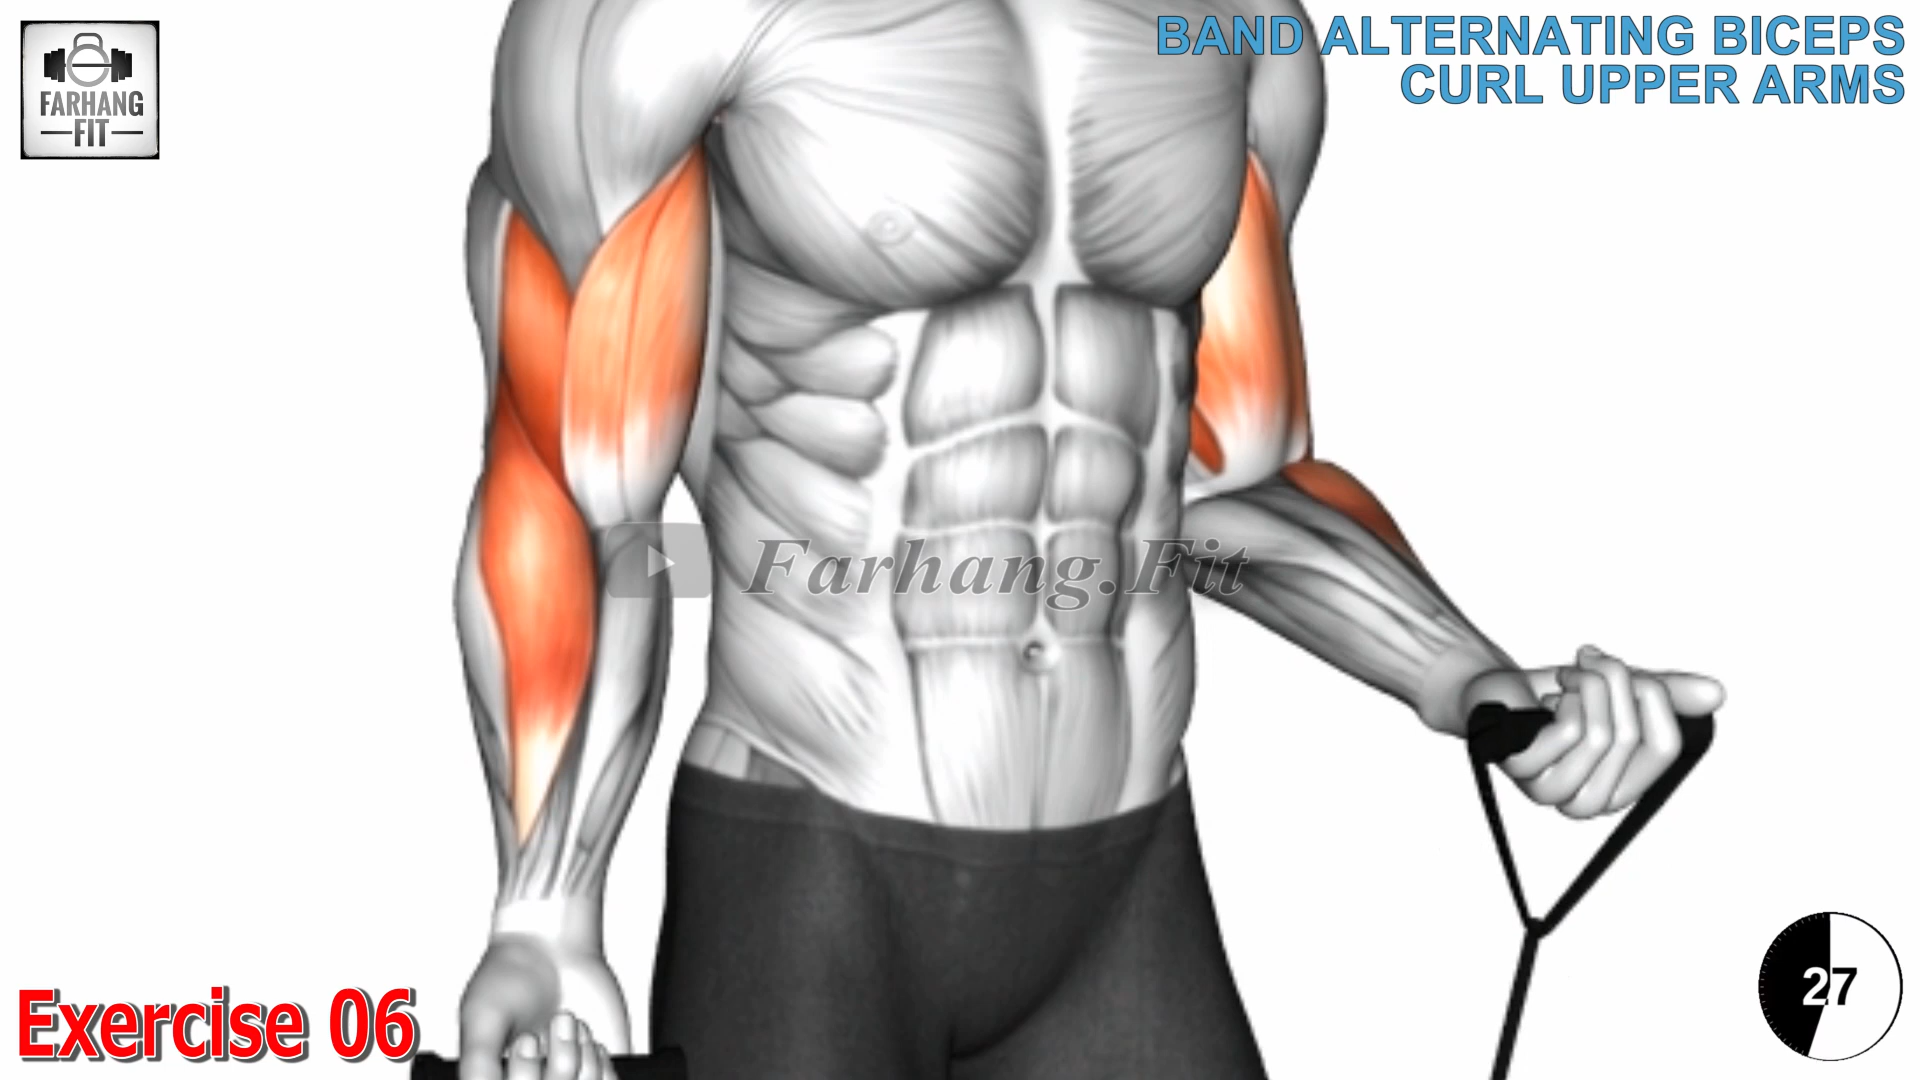 FARHANG
FIT
BAND ALTERNATING BICEPS
CURL UPPER ARMS
Farhang.Fit
Exercise 06
27